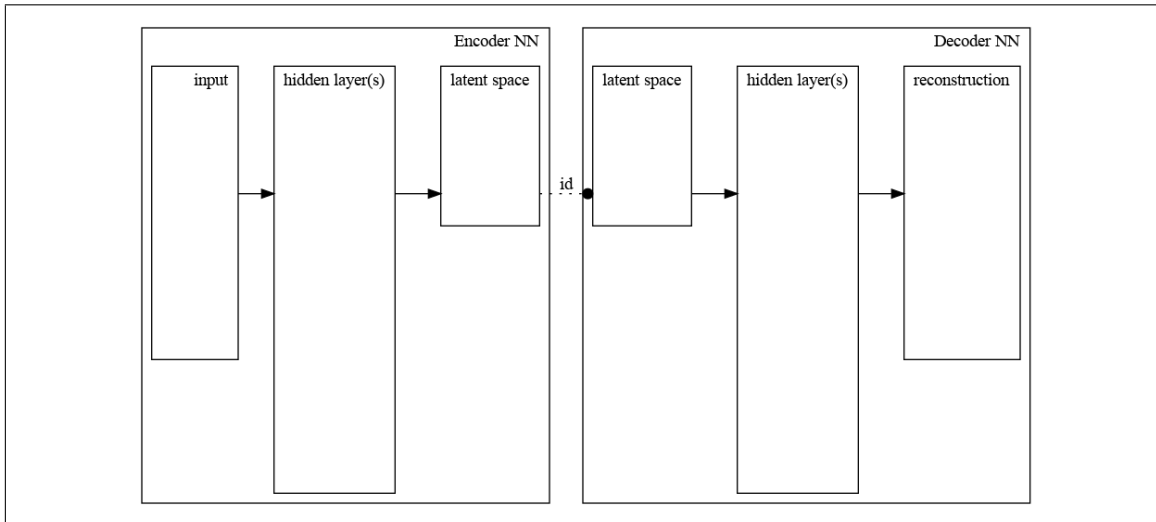 Encoder NN
input
hidden layer(s)
latent space
id
Decoder NN
latent space
hidden layer(s)
reconstruction